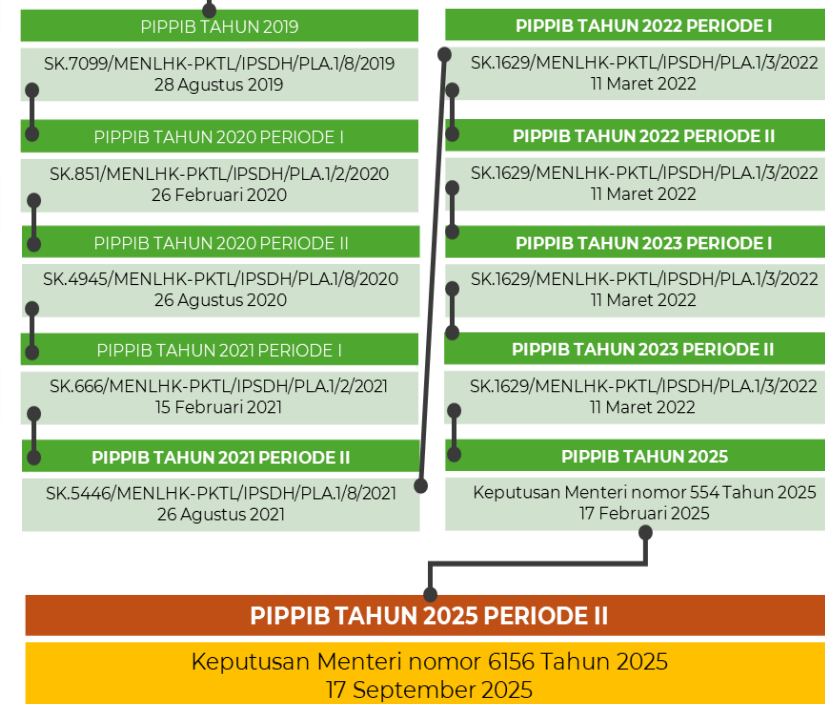 PIPPIB TAHUN 2019
SK.7099/MENLHK-PKTL/IPSDH/PLA.1/8/2019
28 Agustus 2019
PIPPIB TAHUN 2020 PERIODE I
SK.851/MENLHK-PKTL/IPSDH/PLA.1/2/2020
26 Februari 2020
PIPPIB TAHUN 2020 PERIODE II
SK.4945/MENLHK-PKTL/IPSDH/PLA.1/8/2020
26 Agustus 2020
PIPPIB TAHUN 2021 PERIODE I
SK.666/MENLHK-PKTL/IPSDH/PLA.1/2/2021
15 Februari 2021
PIPPIB TAHUN 2021 PERIODE II
SK.5446/MENLHK-PKTL/IPSDH/PLA.1/8/2021
26 Agustus 2021
PIPPIB TAHUN 2022 PERIODE I
SK.1629/MENLHK-PKTL/IPSDH/PLA.1/3/2022
11 Maret 2022
PIPPIB TAHUN 2022 PERIODE II
SK.1629/MENLHK-PKTL/IPSDH/PLA.1/3/2022
11 Maret 2022
PIPPIB TAHUN 2023 PERIODE I
SK.1629/MENLHK-PKTL/IPSDH/PLA.1/3/2022
11 Maret 2022
PIPPIB TAHUN 2023 PERIODE II
SK.1629/MENLHK-PKTL/IPSDH/PLA.1/3/2022
11 Maret 2022
PIPPIB TAHUN 2025
Keputusan Menteri nomor 554 Tahun 2025
17 Februari 2025
PIPPIB TAHUN 2025 PERIODE II
Keputusan Menteri nomor 6156 Tahun 2025
17 September 2025